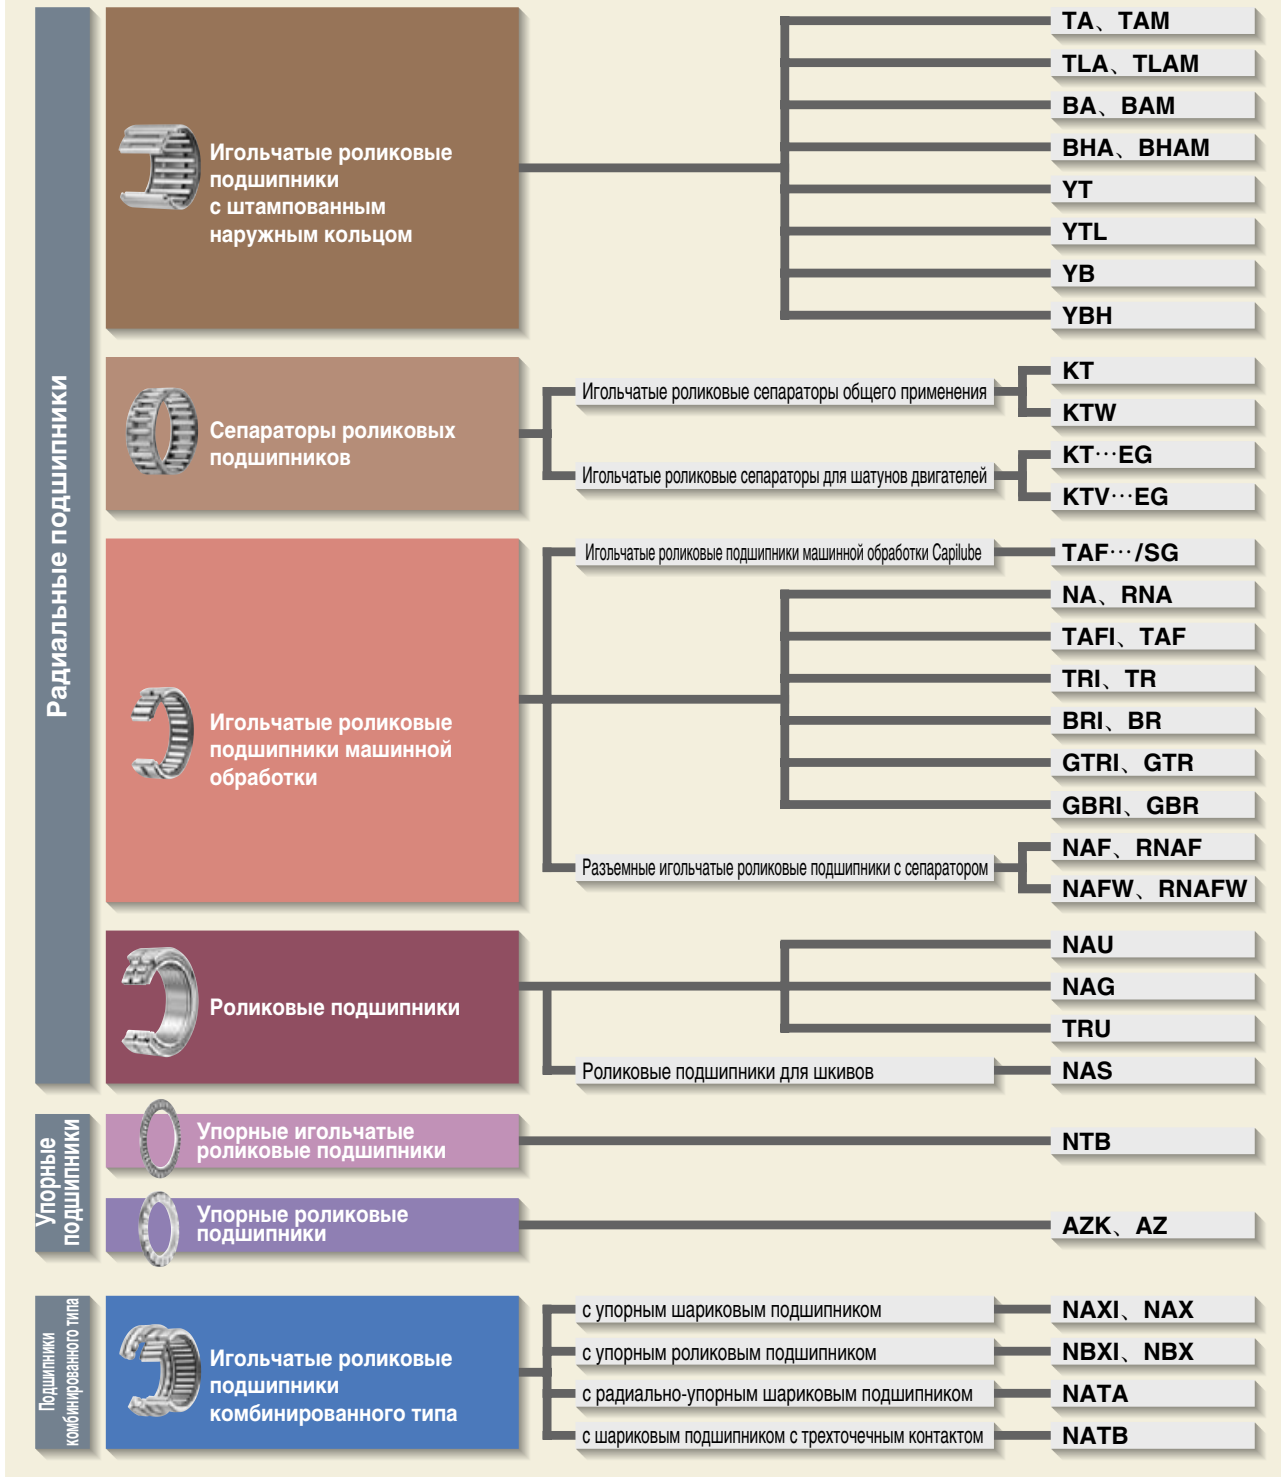 Радиальные подшипники
Игольчатые роликовые
подшипники
с штампованным
наружным кольцом
TA、TAM
TLA、TLAM
BA、BAM
BHA、BHAM
YT
YTL
YB
YBH
Сепараторы роликовых
подшипников
Игольчатые роликовые сепараторы общего применения
KT
KTW
Игольчатые роликовые сепараторы для шатунов двигателей
KT···EG
KTV···EG
Игольчатые роликовые
подшипники машинной
обработки
Игольчатые роликовые подшипники машинной обработки Capilube
TAF···/SG
NA、RNA
TAFI、TAF
TRI、TR
BRI、BR
GTRI、GTR
GBRI、GBR
Разъемные игольчатые роликовые подшипники с сепаратором
NAF、RNAF
NAFW、RNAFW
Роликовые подшипники
NAU
NAG
TRU
Роликовые подшипники для шкивов
NAS
Упорные
подшипники
Упорные игольчатые
роликовые подшипники
NTB
Упорные роликовые
подшипники
AZK、AZ
Подшипники
комбинированного типа
Игольчатые роликовые
подшипники
комбинированного типа
с упорным шариковым подшипником
NAXI、NAX
с упорным роликовым подшипником
NBXI、NBX
с радиально-упорным шариковым подшипником
NATA
с шариковым подшипником с трехточечным контактом
NATB